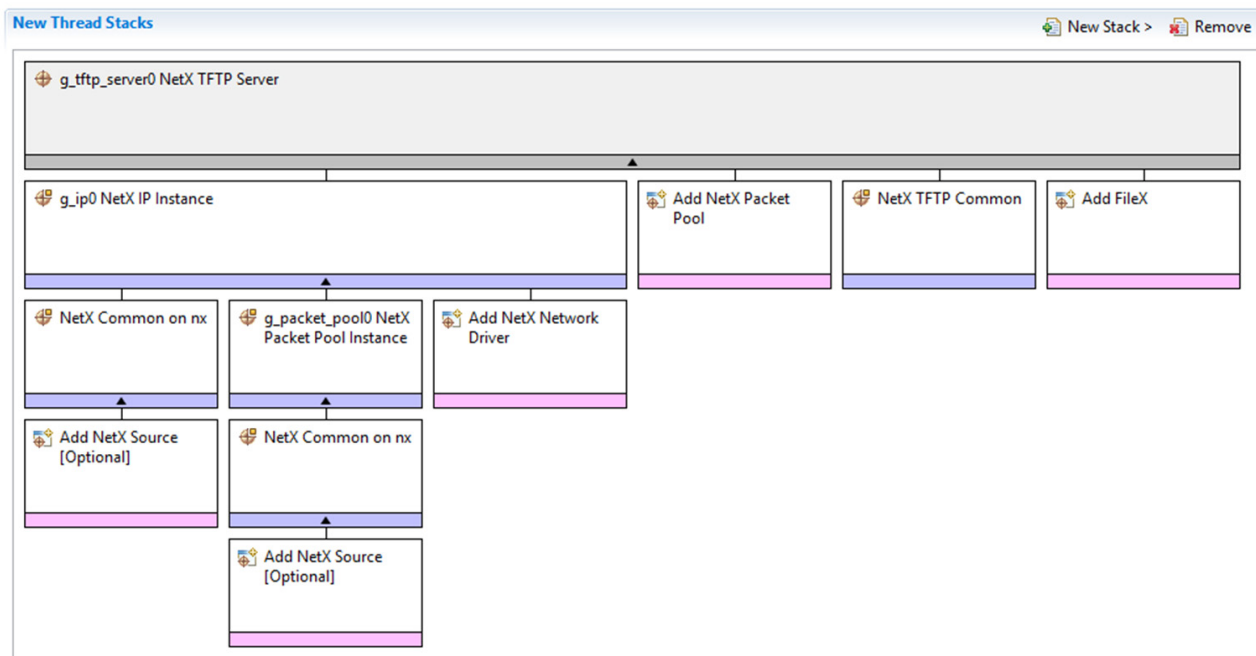 New Thread Stacks
New Stack >
Remove
g_tftp_server0 NetX TFTP Server
g_ip0 NetX IP Instance
Add NetX Packet
Pool
NetX TFTP Common
Add FileX
NetX Common on nx
g_packet_pool0 NetX
Packet Pool Instance
Add NetX Network
Driver
Add NetX Source
[Optional]
NetX Common on nx
Add NetX Source
[Optional]